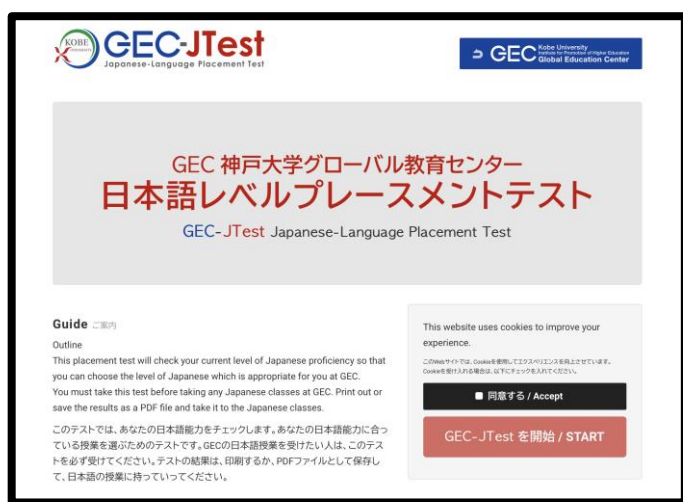 KOBE
UNIVERSITY
GEC-JTest
Japanese-Language Placement Test
GEC Kobe University
Institute for Promotion of Higher Education
Global Education Center
GEC 神戸大学グローバル教育センター
日本語レベルプレースメントテスト
GEC-JTest Japanese-Language Placement Test
Guide ご案内
Outline
This placement test will check your current level of Japanese proficiency so that
you can choose the level of Japanese which is appropriate for you at GEC.
You must take this test before taking any Japanese classes at GEC. Print out or
save the results as a PDF file and take it to the Japanese classes.
このテストでは、あなたの日本語能力をチェックします。あなたの日本語能力に合っ
ている授業を選ぶためのテストです。GECの日本語授業を受けたい人は、このテス
トを必ず受けてください。テストの結果は、印刷するか、PDFファイルとして保存し
て、日本語の授業に持っていってください。
This website uses cookies to improve your
experience.
このWebサイトでは、Cookieを使用してエクスペリエンスを向上させています。
Cookieを受け入れる場合は、以下にチェックを入れてください。
同意する / Accept
GEC-JTest を開始 / START